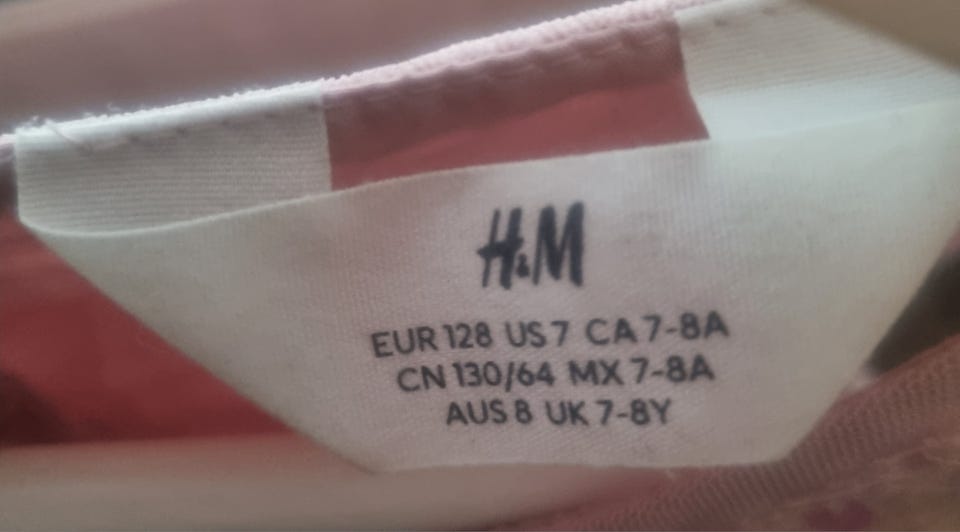 H&M
EUR 128 US 7 CA 7-8A
CN 130/64 MX 7-8A
AUS 8 UK 7-8Y